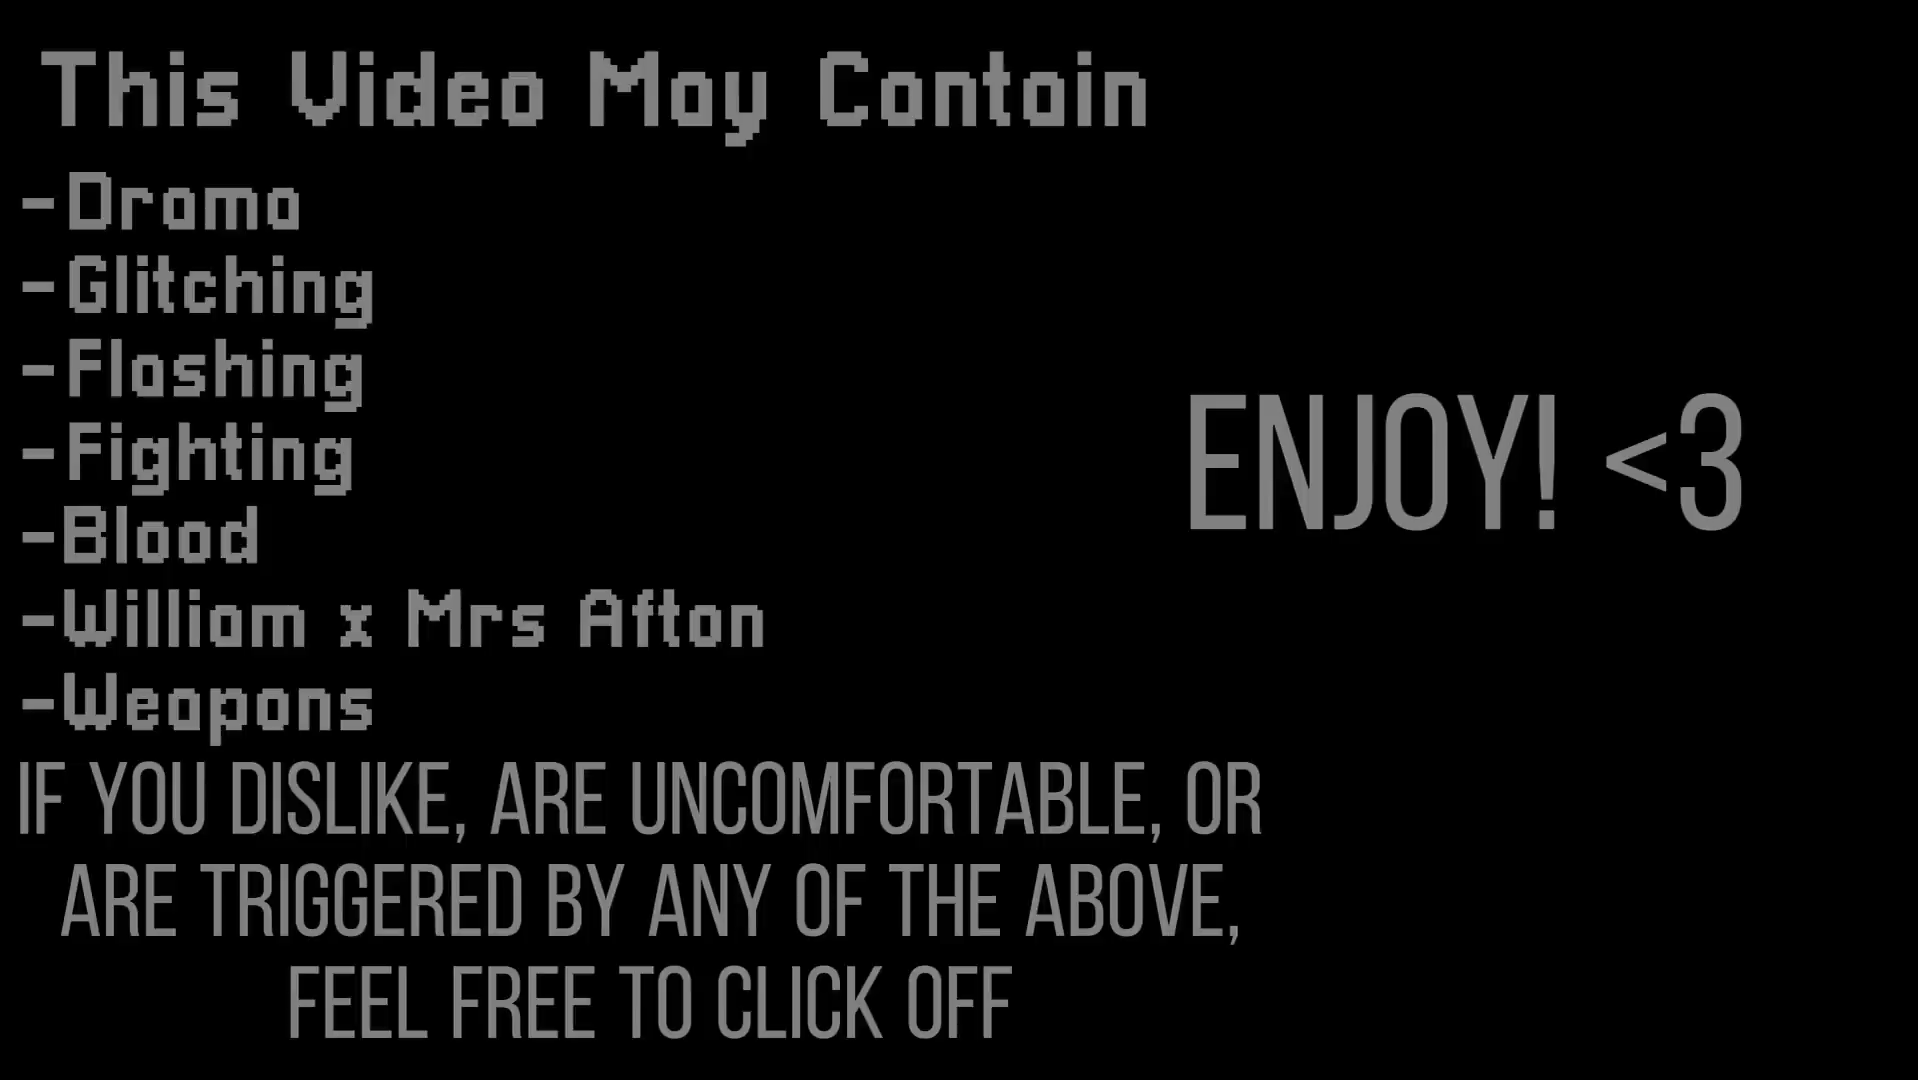 This Video May Contain
-Drama
-Glitching
-Flashing
-Fighting
-Blood
-William x Mrs Afton
-Weapons
IF YOU DISLIKE, ARE UNCOMFORTABLE, OR
ARE TRIGGERED BY ANY OF THE ABOVE,
FEEL FREE TO CLICK OFF
ENJOY! <3